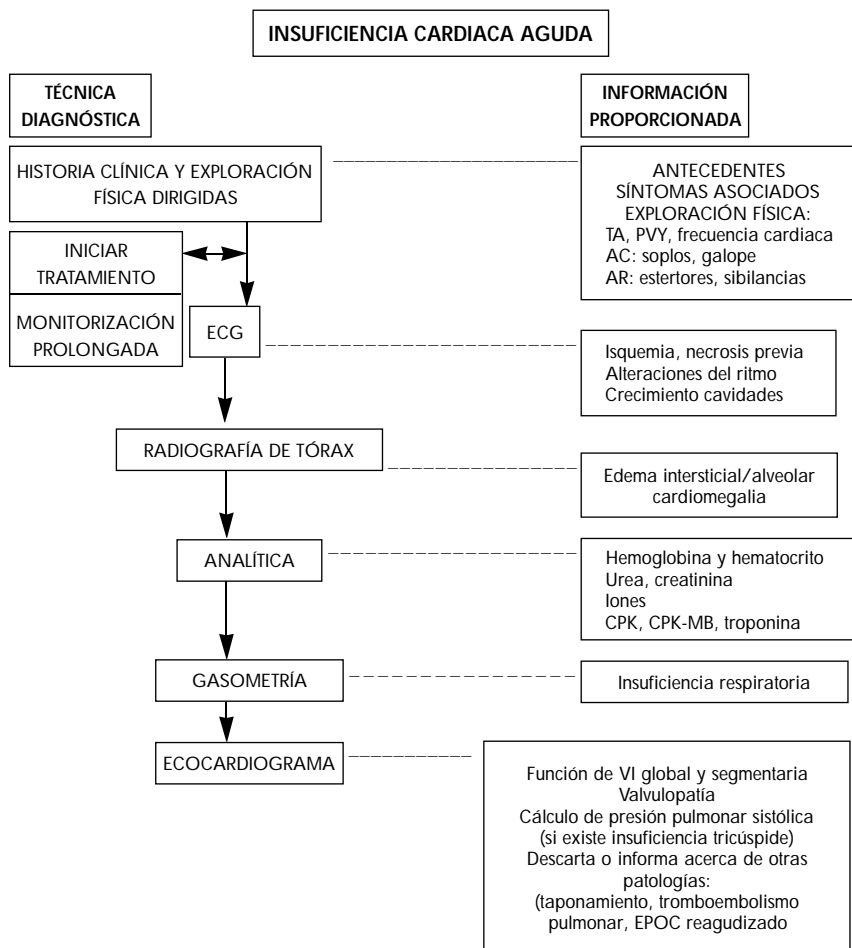 INSUFICIENCIA CARDIACA AGUDA
TÉCNICA
DIAGNÓSTICA
INFORMACIÓN
PROPORCIONADA
HISTORIA CLÍNICA Y EXPLORACIÓN
FÍSICA DIRIGIDAS
ANTECEDENTES
SÍNTOMAS ASOCIADOS
EXPLORACIÓN FÍSICA:
TA, PVY, frecuencia cardiaca
AC: soplos, galope
AR: estertores, sibilancias
INICIAR
TRATAMIENTO
MONITORIZACIÓN
PROLONGADA
ECG
Isquemia, necrosis previa
Alteraciones del ritmo
Crecimiento cavidades
RADIOGRAFÍA DE TÓRAX
Edema intersticial/alveolar
cardiomegalia
ANALÍTICA
Hemoglobina y hematocrito
Urea, creatinina
Iones
CPK, CPK-MB, troponina
GASOMETRÍA
Insuficiencia respiratoria
ECOCARDIOGRAMA
Función de VI global y segmentaria
Valvulopatía
Cálculo de presión pulmonar sistólica
(si existe insuficiencia tricúspide)
Descarta o informa acerca de otras
patologías:
(taponamiento, tromboembolismo
pulmonar, EPOC reagudizado